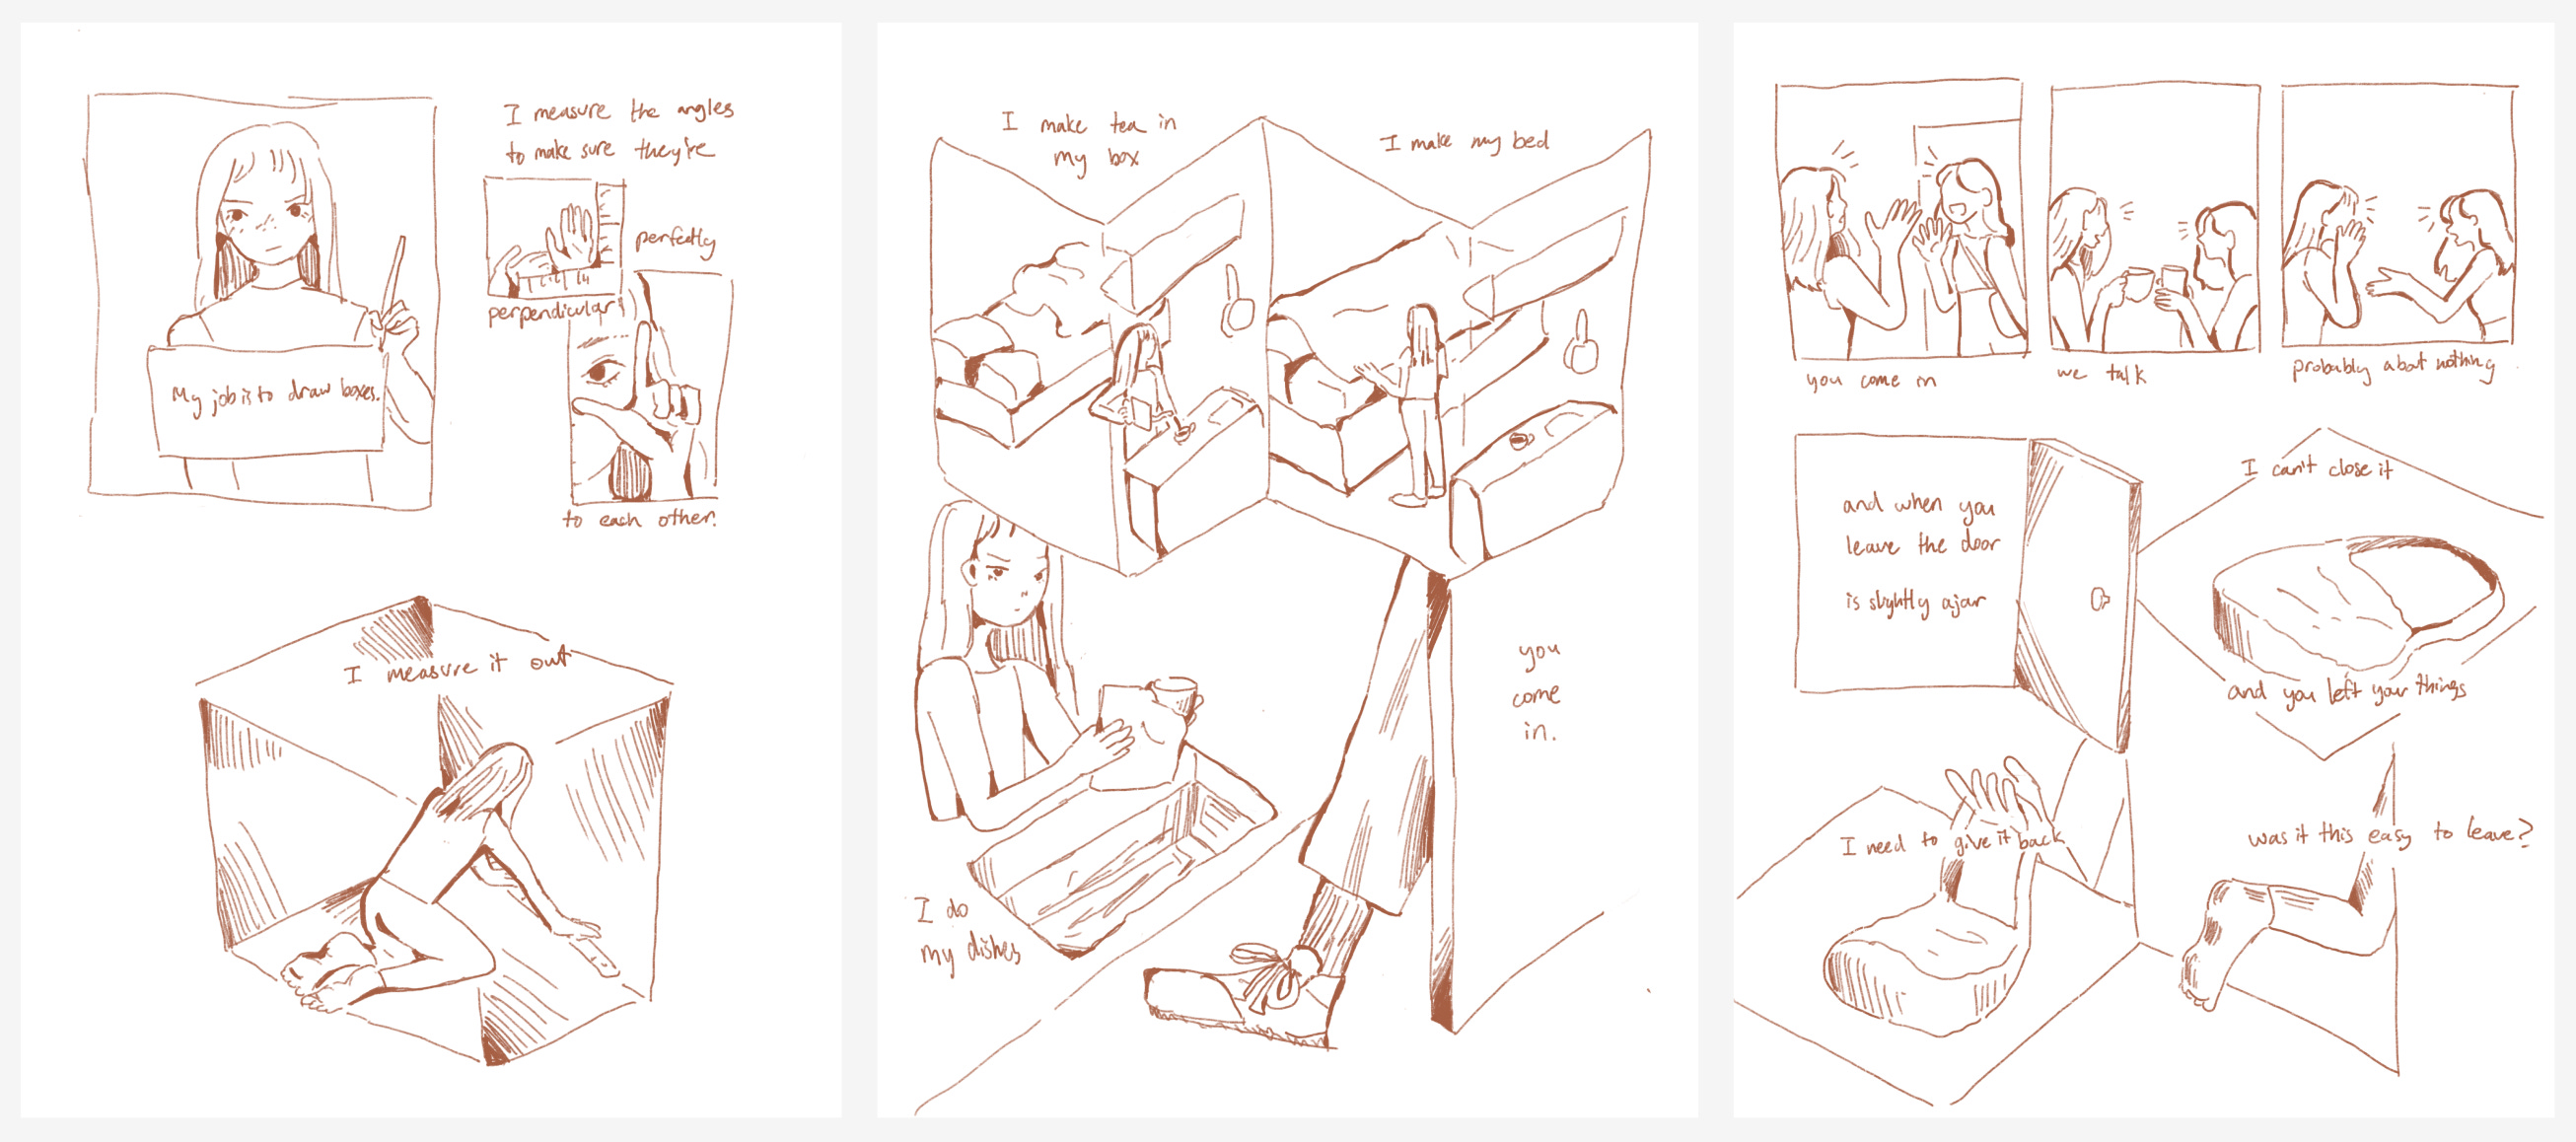 My job is to draw boxes.
I measure the angles
to make sure they're
perfectly
perpendicular
to each other.
I measure it out
I make tea in
my box
I make my bed
I do
my dishes
you
come
in.
you come in
we talk
probably about nothing
and when you
leave the door
is slightly ajar
I can't close it
and you left your things
I need to give it back
was it this easy to leave?